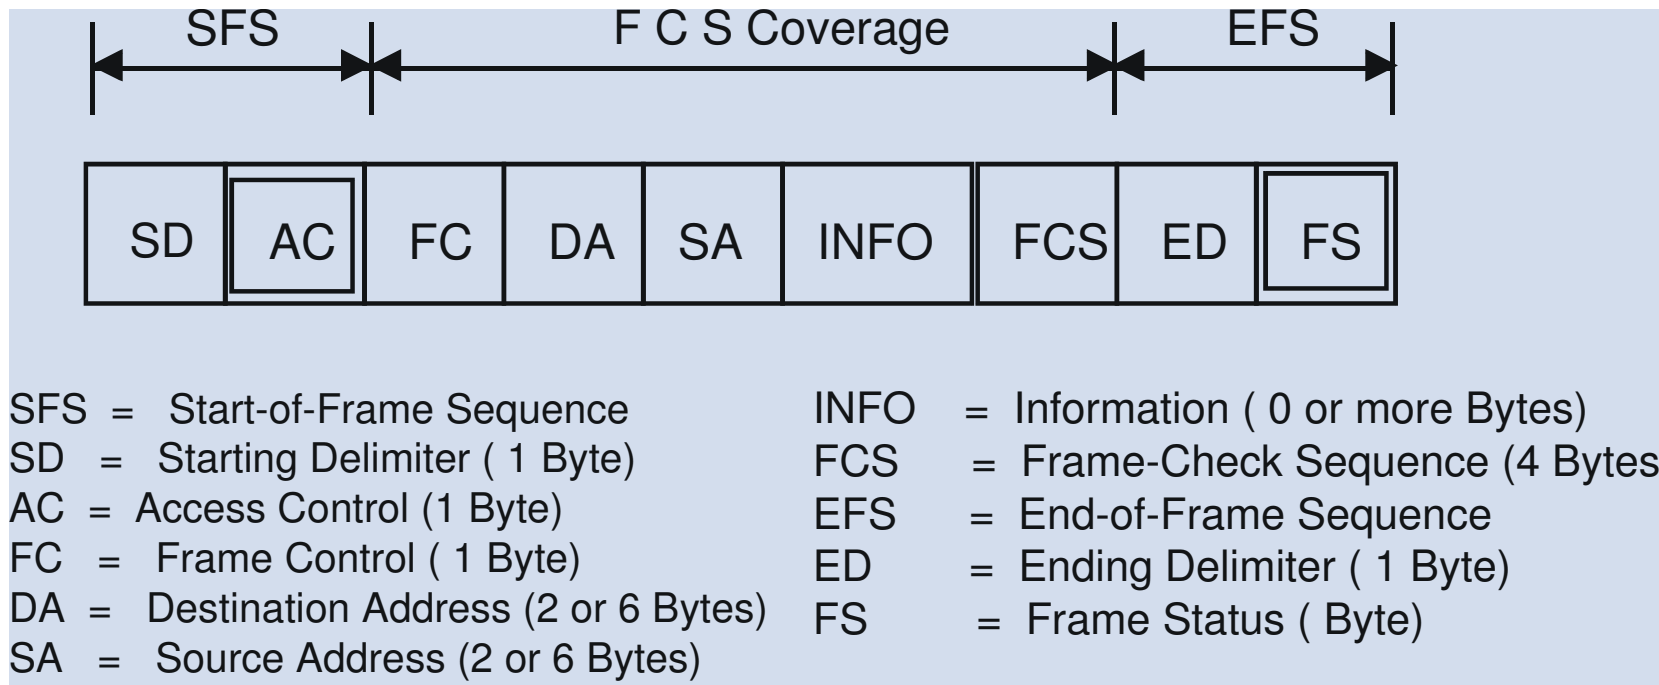 SFS F C S Coverage EFS
SD AC FC DA SA INFO FCS ED FS
SFS = Start-of-Frame Sequence
SD = Starting Delimiter ( 1 Byte)
AC = Access Control (1 Byte)
FC = Frame Control ( 1 Byte)
DA = Destination Address (2 or 6 Bytes)
SA = Source Address (2 or 6 Bytes)
INFO = Information ( 0 or more Bytes)
FCS = Frame-Check Sequence (4 Bytes
EFS = End-of-Frame Sequence
ED = Ending Delimiter ( 1 Byte)
FS = Frame Status ( Byte)